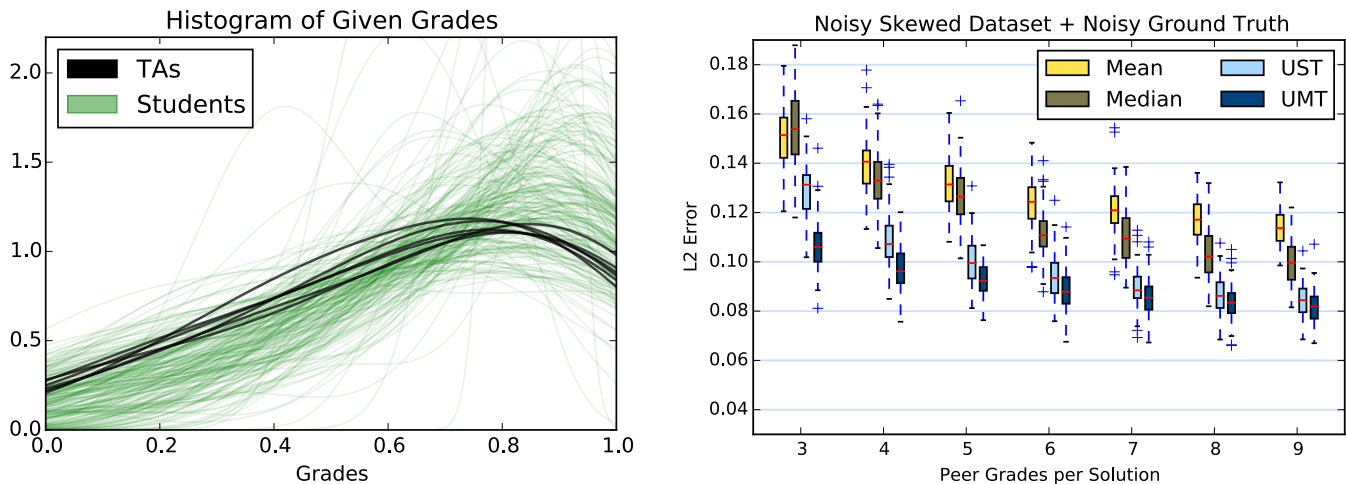 Histogram of Given Grades
TAs
Students
2.0
1.5
1.0
0.5
0.0
0.0 0.2 0.4 0.6 0.8 1.0
Grades
Noisy Skewed Dataset + Noisy Ground Truth
Mean UST
Median UMT
L2 Error
0.18
0.16
0.14
0.12
0.10
0.08
0.06
0.04
3 4 5 6 7 8 9
Peer Grades per Solution